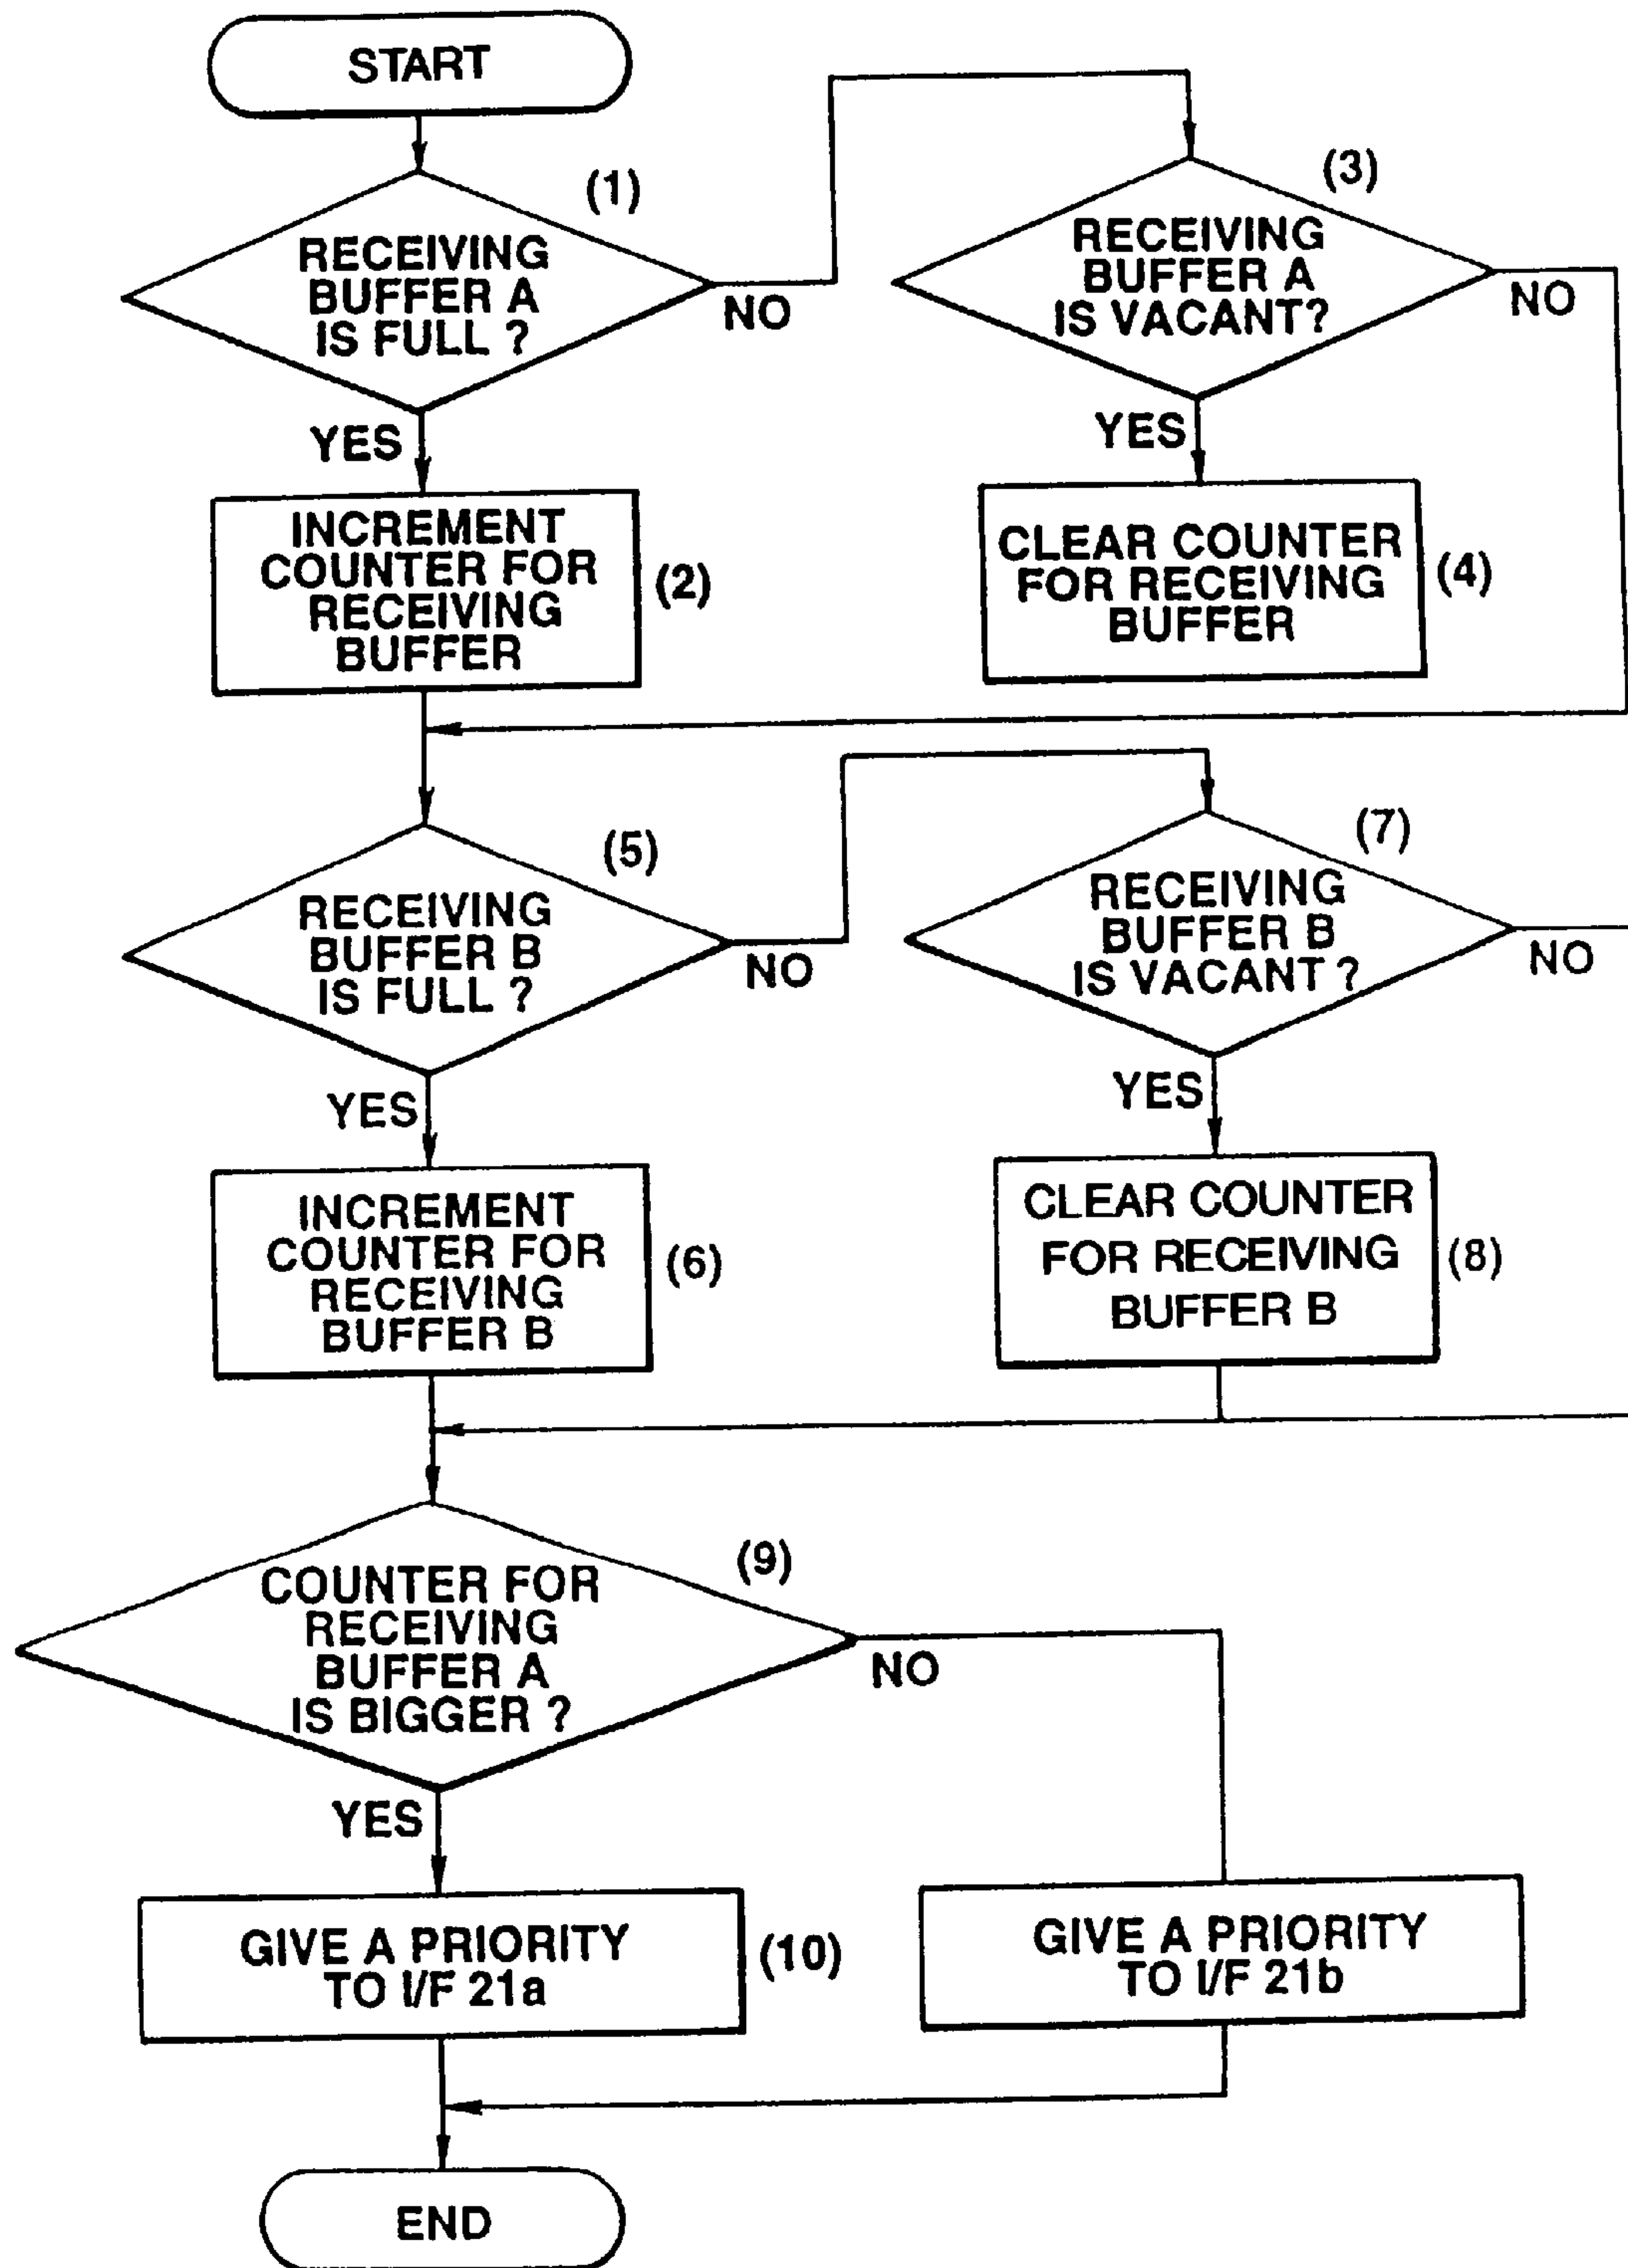 START
(1)
RECEIVING
BUFFER A
IS FULL ?
NO
YES
(3)
RECEIVING
BUFFER A
IS VACANT?
NO
YES
INCREMENT
COUNTER FOR
RECEIVING
BUFFER
(2)
CLEAR COUNTER
FOR RECEIVING
BUFFER
(4)
(5)
RECEIVING
BUFFER B
IS FULL ?
NO
YES
(7)
RECEIVING
BUFFER B
IS VACANT ?
NO
YES
INCREMENT
COUNTER FOR
RECEIVING
BUFFER B
(6)
CLEAR COUNTER
FOR RECEIVING
BUFFER B
(8)
(9)
COUNTER FOR
RECEIVING
BUFFER A
IS BIGGER ?
NO
YES
GIVE A PRIORITY
TO I/F 21a
(10)
GIVE A PRIORITY
TO I/F 21b
END